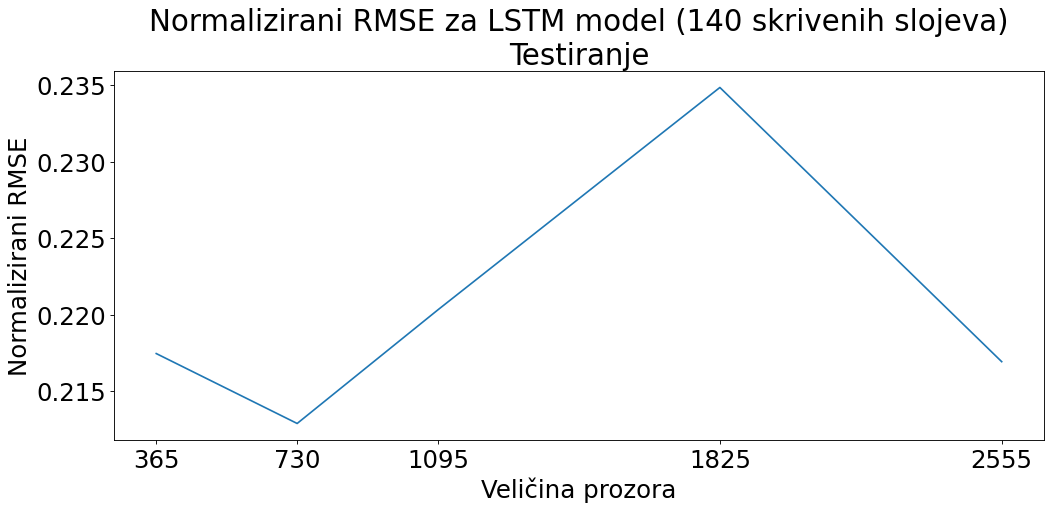 Normalizirani RMSE za LSTM model (140 skrivenih slojeva)
Testiranje
Normalizirani RMSE
0.235
0.230
0.225
0.220
0.215
365 730 1095 1825 2555
Veličina prozora